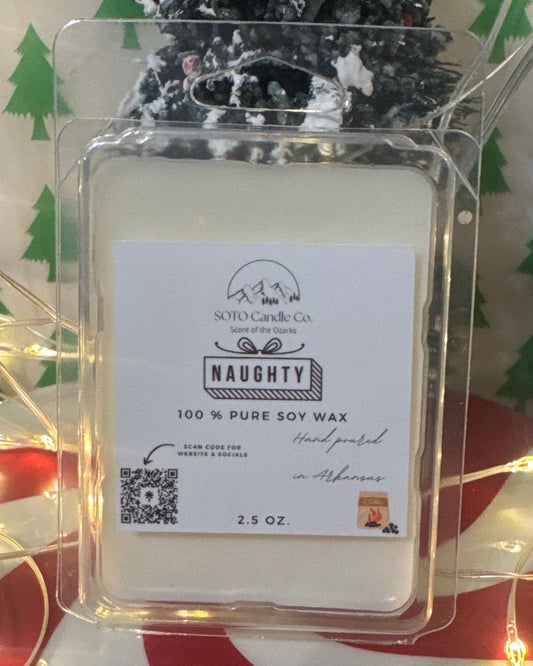 SOTO Candle Co.
Scent of the Ozarks
NAUGHTY
100 % PURE SOY WAX
Hand poured
in Arkansas
SCAN CODE FOR
WEBSITE & SOCIALS
COAL
2.5 OZ.